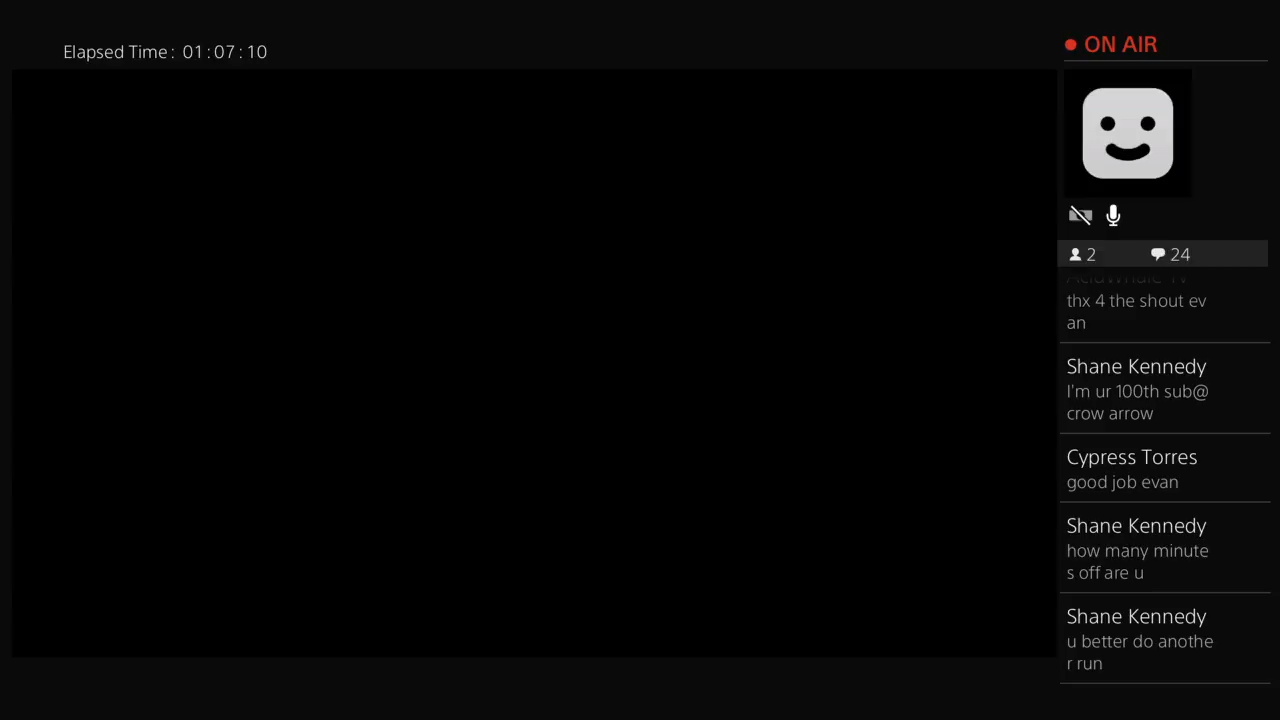 Elapsed Time: 01:07:10
ON AIR
2
24
thx 4 the shout ev
an
Shane Kennedy
I'm ur 100th sub@
crow arrow
Cypress Torres
good job evan
Shane Kennedy
how many minute
s off are u
Shane Kennedy
u better do anothe
r run